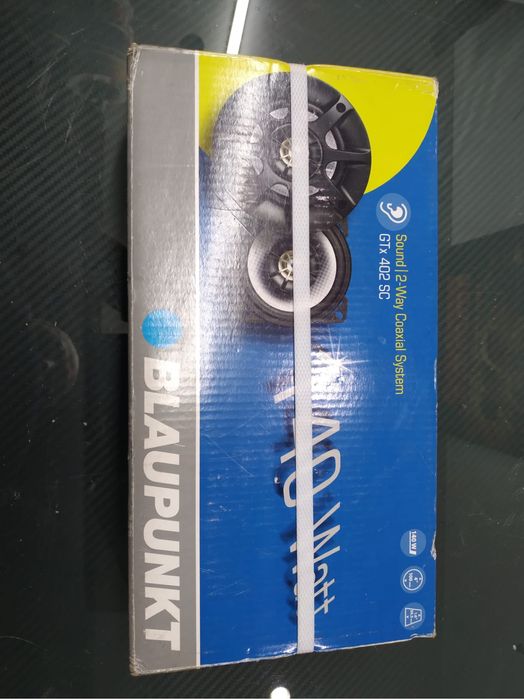 Sound | 2-Way Coaxial System
GTx 402 SC
140 Watt
140 W
BLAUPUNKT